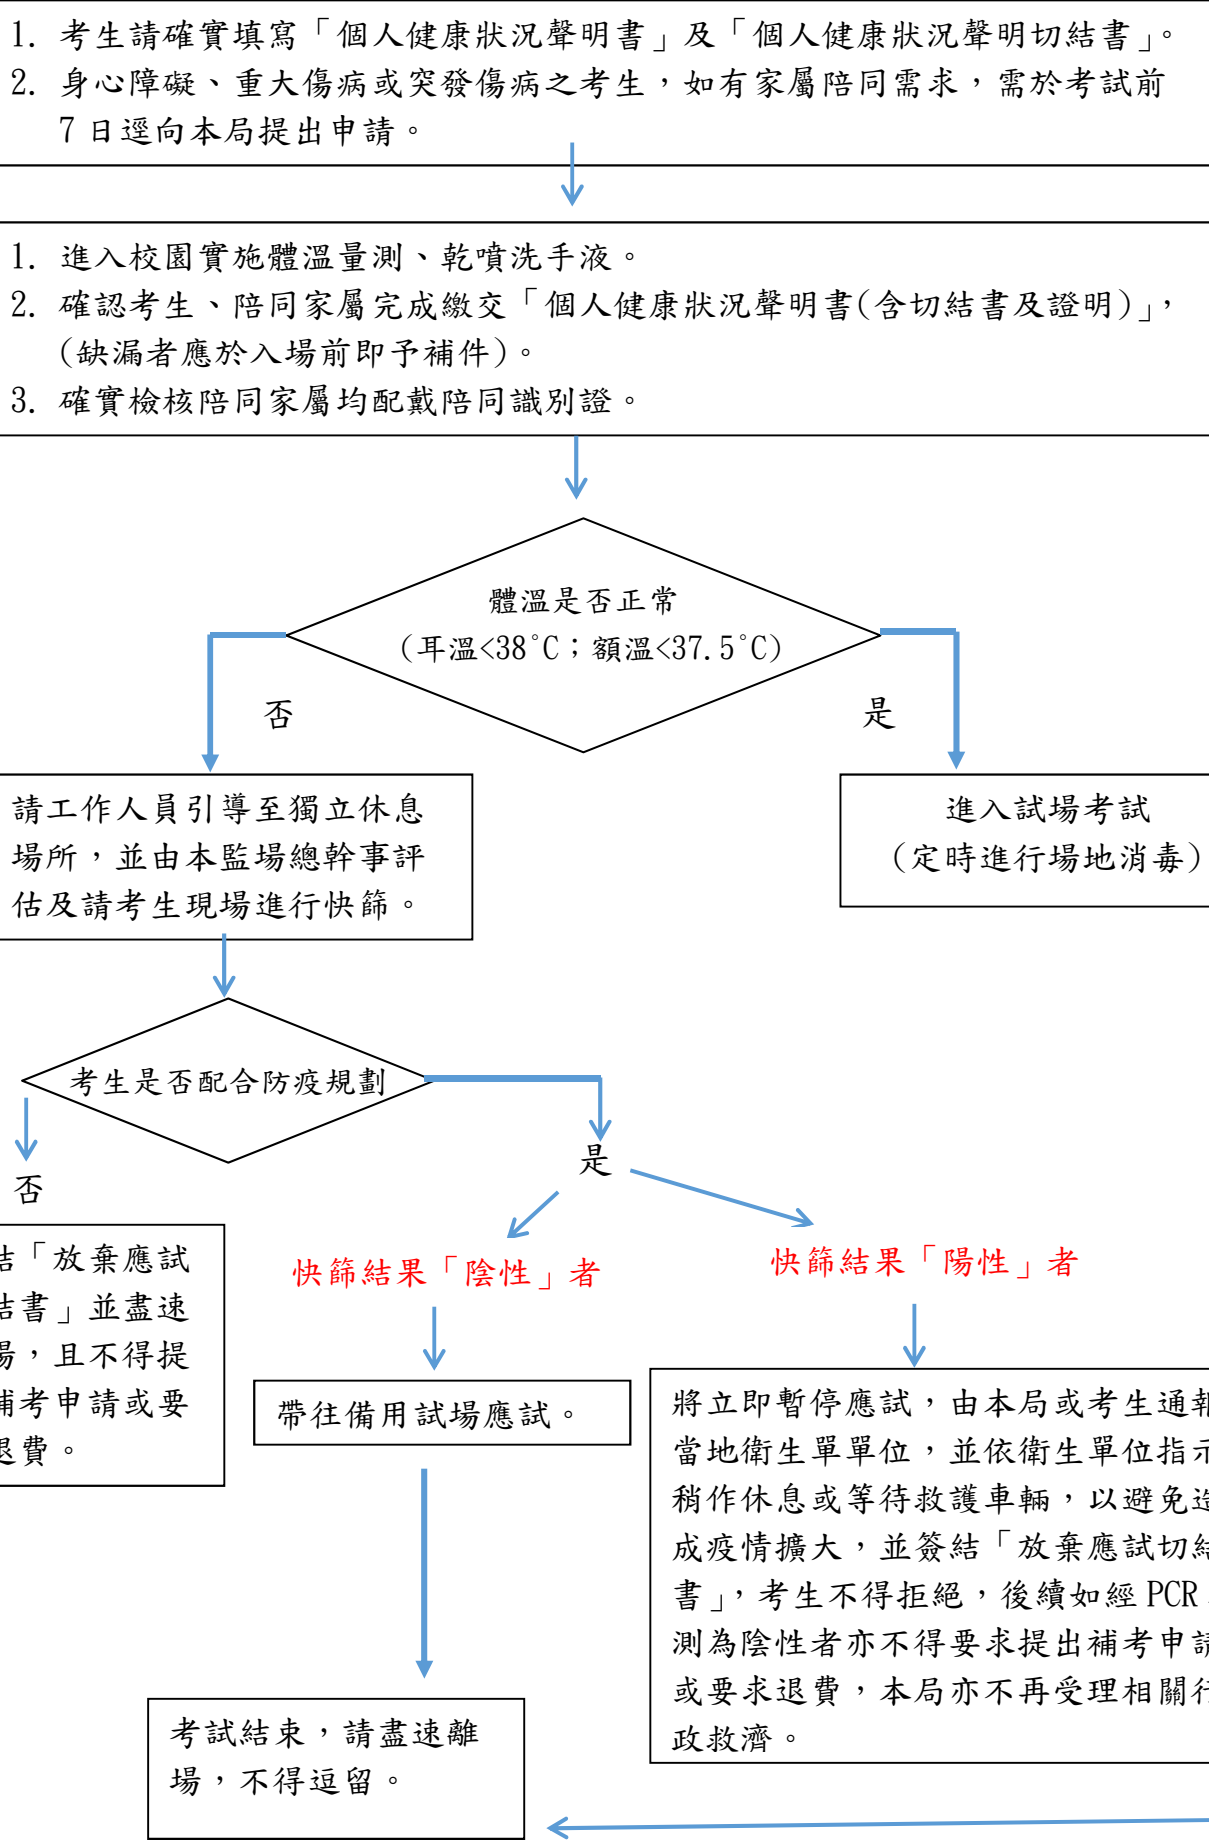 1. 考生請確實填寫「個人健康狀況聲明書」及「個人健康狀況聲明切結書」。
2. 身心障礙、重大傷病或突發傷病之考生，如有家屬陪同需求，需於考試前
7日逕向本局提出申請。
1. 進入校園實施體溫量測、乾噴洗手液。
2. 確認考生、陪同家屬完成繳交「個人健康狀況聲明書(含切結書及證明)」，
(缺漏者應於入場前即予補件)。
3. 確實檢核陪同家屬均配戴陪同識別證。
體溫是否正常
(耳溫<38°C；額溫<37.5°C)
否
是
請工作人員引導至獨立休息
場所，並由本監場總幹事評
估及請考生現場進行快篩。
進入試場考試
(定時進行場地消毒)
考生是否配合防疫規劃
否
是
結「放棄應試
結書」並盡速
場，且不得提
補考申請或要
退費。
快篩結果「陰性」者
快篩結果「陽性」者
帶往備用試場應試。
將立即暫停應試，由本局或考生通報
當地衛生單單位，並依衛生單位指示
稍作休息或等待救護車輛，以避免造
成疫情擴大，並簽結「放棄應試切結
書」，考生不得拒絕，後續如經 PCR
測為陰性者亦不得要求提出補考申請
或要求退費，本局亦不再受理相關行
政救濟。
考試結束，請盡速離
場，不得逗留。